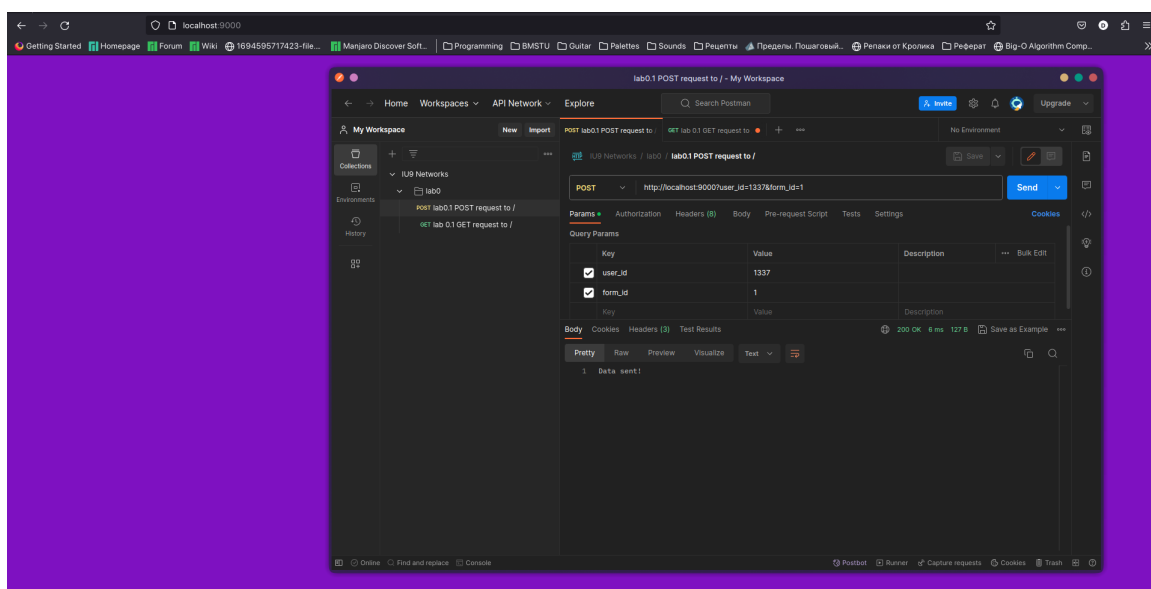 localhost:9000
Getting Started Homepage Forum Wiki 1694595717423-file... Manjaro Discover Soft... Programming BMSTU Guitar Palettes Sounds Рецепты Пределы. Пошаговый... Репаки от Кролика Реферат Big-O Algorithm Comp...
lab0.1 POST request to / - My Workspace
Home Workspaces API Network Explore Search Postman Invite Upgrade
My Workspace New Import POST lab0.1 POST request to / GET lab 0.1 GET request to No Environment
Collections
IU9 Networks / lab0 / lab0.1 POST request to / Save
IU9 Networks
Environments
lab0
POST http://localhost:9000?user_id=1337&form_id=1 Send
POST lab0.1 POST request to /
Params Authorization Headers (8) Body Pre-request Script Tests Settings Cookies
GET lab 0.1 GET request to /
History
Query Params
Key Value Description Bulk Edit
user_id 1337
form_id 1
Key Value Description
Body Cookies Headers (3) Test Results 200 OK 6 ms 127 B Save as Example
Pretty Raw Preview Visualize Text
1 Data sent!
Online Find and replace Console Postbot Runner Capture requests Cookies Trash